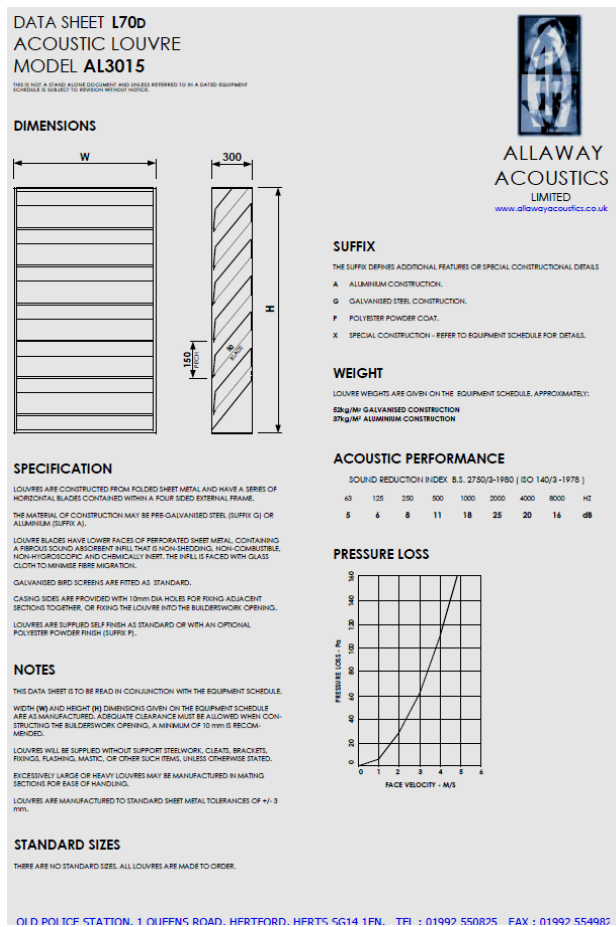 DATA SHEET L70D
ACOUSTIC LOUVRE
MODEL AL3015
THIS IS NOT A STAND ALONE DOCUMENT AND UNLESS REFERRED TO IN A DATED EQUIPMENT
SCHEDULE IS SUBJECT TO REVISION WITHOUT NOTICE.
ALLAWAY
ACOUSTICS
LIMITED
www.allawayacoustics.co.uk
DIMENSIONS
W
300
H
150
PITCH
50
BLADE
SPECIFICATION
LOUVRES ARE CONSTRUCTED FROM FOLDED SHEET METAL AND HAVE A SERIES OF
HORIZONTAL BLADES CONTAINED WITHIN A FOUR SIDED EXTERNAL FRAME.
THE MATERIAL OF CONSTRUCTION MAY BE PRE-GALVANISED STEEL (SUFFIX G) OR
ALUMINIUM (SUFFIX A).
LOUVRE BLADES HAVE LOWER FACES OF PERFORATED SHEET METAL, CONTAINING
A FIBROUS SOUND ABSORBENT INFILL THAT IS NON-SHEDDING, NON-COMBUSTIBLE,
NON-HYGROSCOPIC AND CHEMICALLY INERT. THE INFILL IS FACED WITH GLASS
CLOTH TO MINIMISE FIBRE MIGRATION.
GALVANISED BIRD SCREENS ARE FITTED AS STANDARD.
CASING SIDES ARE PROVIDED WITH 10mm DIA HOLES FOR FIXING ADJACENT
SECTIONS TOGETHER, OR FIXING THE LOUVRE INTO THE BUILDERSWORK OPENING.
LOUVRES ARE SUPPLIED SELF FINISH AS STANDARD OR WITH AN OPTIONAL
POLYESTER POWDER FINISH (SUFFIX P).
NOTES
THIS DATA SHEET IS TO BE READ IN CONJUNCTION WITH THE EQUIPMENT SCHEDULE.
WIDTH (W) AND HEIGHT (H) DIMENSIONS GIVEN ON THE EQUIPMENT SCHEDULE
ARE AS MANUFACTURED. ADEQUATE CLEARANCE MUST BE ALLOWED WHEN CON-
STRUCTING THE BUILDERSWORK OPENING, A MINIMUM OF 10 mm IS RECOM-
MENDED.
LOUVRES WILL BE SUPPLIED WITHOUT SUPPORT STEELWORK, CLEATS, BRACKETS,
FIXINGS, FLASHING, MASTIC, OR OTHER SUCH ITEMS, UNLESS OTHERWISE STATED.
EXCESSIVELY LARGE OR HEAVY LOUVRES MAY BE MANUFACTURED IN MATING
SECTIONS FOR EASE OF HANDLING.
LOUVRES ARE MANUFACTURED TO STANDARD SHEET METAL TOLERANCES OF +/- 3
mm.
STANDARD SIZES
THERE ARE NO STANDARD SIZES. ALL LOUVRES ARE MADE TO ORDER.
SUFFIX
THE SUFFIX DEFINES ADDITIONAL FEATURES OR SPECIAL CONSTRUCTIONAL DETAILS
A ALUMINIUM CONSTRUCTION.
G GALVANISED STEEL CONSTRUCTION.
P POLYESTER POWDER COAT.
X SPECIAL CONSTRUCTION - REFER TO EQUIPMENT SCHEDULE FOR DETAILS.
WEIGHT
LOUVRE WEIGHTS ARE GIVEN ON THE EQUIPMENT SCHEDULE. APPROXIMATELY:
52kg/M² GALVANISED CONSTRUCTION
37kg/M² ALUMINIUM CONSTRUCTION
ACOUSTIC PERFORMANCE
SOUND REDUCTION INDEX B.S. 2750/3-1980 ( ISO 140/3 -1978 )
63 125 250 500 1000 2000 4000 8000 HZ
5 6 8 11 18 25 20 16 dB
PRESSURE LOSS
PRESSURE LOSS - Pa
160
140
120
100
80
60
40
20
0
0 1 2 3 4 5 6
FACE VELOCITY - M/S
OLD POLICE STATION, 1 QUEENS ROAD, HERTFORD, HERTS SG14 1EN. TEL : 01992 550825 FAX : 01992 554982